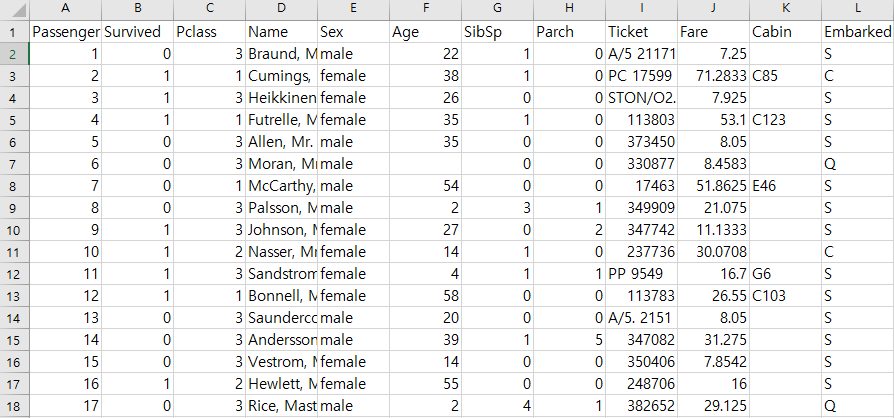 A B C D E F G H I J K L
1 Passenger Survived Pclass Name Sex Age SibSp Parch Ticket Fare Cabin Embarked
2 1 0 3 Braund, M male 22 1 0 A/5 21171 7.25 S
3 2 1 1 Cumings, female 38 1 0 PC 17599 71.2833 C85 C
4 3 1 3 Heikkinen female 26 0 0 STON/O2. 7.925 S
5 4 1 1 Futrelle, M female 35 1 0 113803 53.1 C123 S
6 5 0 3 Allen, Mr. male 35 0 0 373450 8.05 S
7 6 0 3 Moran, Mr male 0 0 330877 8.4583 Q
8 7 0 1 McCarthy, male 54 0 0 17463 51.8625 E46 S
9 8 0 3 Palsson, M male 2 3 1 349909 21.075 S
10 9 1 3 Johnson, M female 27 0 2 347742 11.1333 S
11 10 1 2 Nasser, Mr female 14 1 0 237736 30.0708 C
12 11 1 3 Sandstrom female 4 1 1 PP 9549 16.7 G6 S
13 12 1 1 Bonnell, M female 58 0 0 113783 26.55 C103 S
14 13 0 3 Saunderco male 20 0 0 A/5. 2151 8.05 S
15 14 0 3 Andersson male 39 1 5 347082 31.275 S
16 15 0 3 Vestrom, M female 14 0 0 350406 7.8542 S
17 16 1 2 Hewlett, M female 55 0 0 248706 16 S
18 17 0 3 Rice, Mast male 2 4 1 382652 29.125 Q